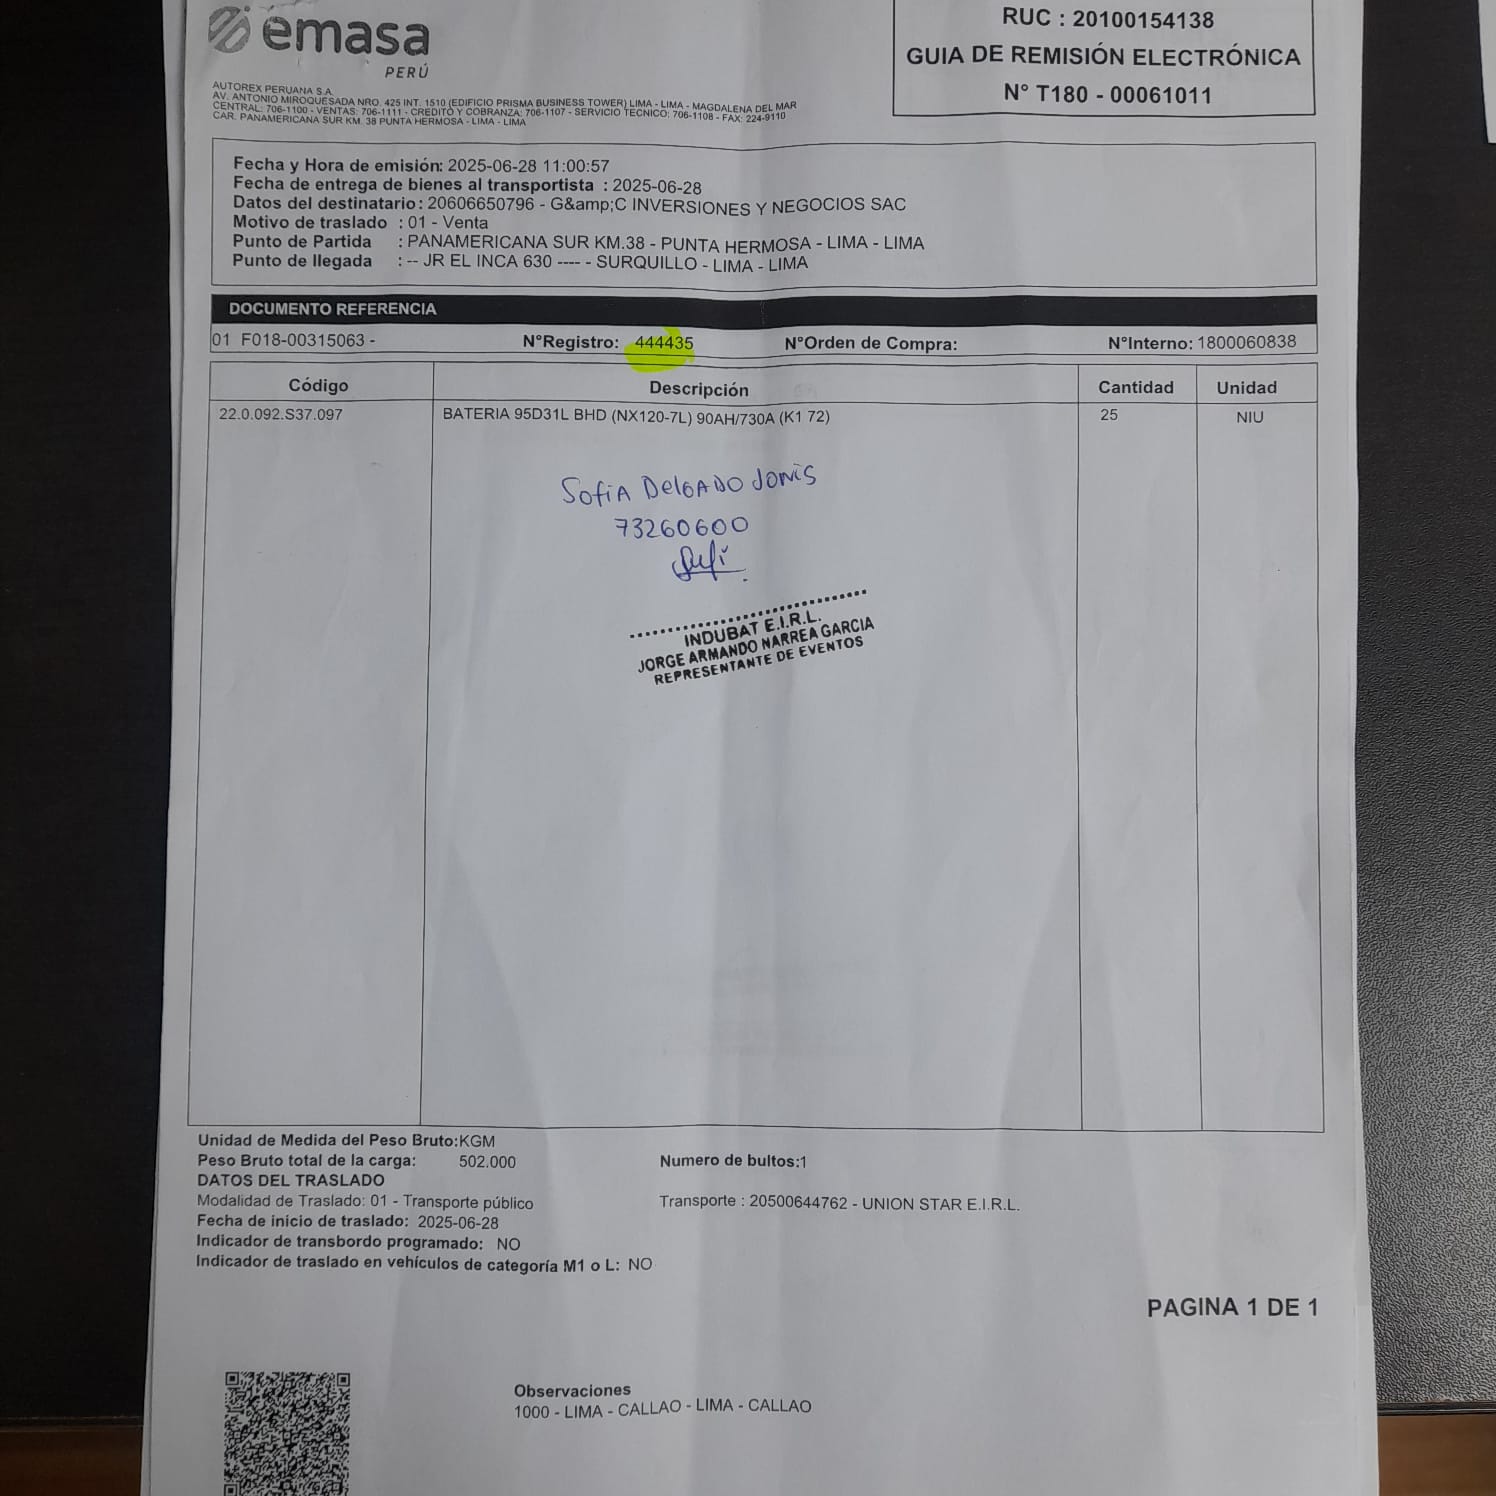 emasa
PERÚ
AUTOREX PERUANA S.A.
AV. ANTONIO MIROQUESADA NRO. 425 INT. 1510 (EDIFICIO PRISMA BUSINESS TOWER) LIMA - LIMA - MAGDALENA DEL MAR
CENTRAL: 706-1100 - VENTAS: 706-1111 - CREDITO Y COBRANZA: 706-1107 - SERVICIO TECNICO: 706-1108 - FAX: 224-9110
CAR. PANAMERICANA SUR KM. 38 PUNTA HERMOSA - LIMA - LIMA
RUC : 20100154138
GUIA DE REMISIÓN ELECTRÓNICA
N° T180 - 00061011
Fecha y Hora de emisión: 2025-06-28 11:00:57
Fecha de entrega de bienes al transportista : 2025-06-28
Datos del destinatario : 20606650796 - G&amp;C INVERSIONES Y NEGOCIOS SAC
Motivo de traslado : 01 - Venta
Punto de Partida : PANAMERICANA SUR KM.38 - PUNTA HERMOSA - LIMA - LIMA
Punto de llegada : -- JR EL INCA 630 ---- - SURQUILLO - LIMA - LIMA
DOCUMENTO REFERENCIA
01 F018-00315063 - N°Registro: 444435 N°Orden de Compra: N°Interno: 1800060838
Código Descripción Cantidad Unidad
22.0.092.S37.097 BATERIA 95D31L BHD (NX120-7L) 90AH/730A (K1 72) 25 NIU
Sofia Delgado Jonis
73260600
Sofi
INDUBAT E.I.R.L.
JORGE ARMANDO NARREA GARCIA
REPRESENTANTE DE EVENTOS
Unidad de Medida del Peso Bruto:KGM
Peso Bruto total de la carga: 502.000 Numero de bultos:1
DATOS DEL TRASLADO
Modalidad de Traslado: 01 - Transporte público Transporte : 20500644762 - UNION STAR E.I.R.L.
Fecha de inicio de traslado: 2025-06-28
Indicador de transbordo programado: NO
Indicador de traslado en vehículos de categoría M1 o L: NO
PAGINA 1 DE 1
Observaciones
1000 - LIMA - CALLAO - LIMA - CALLAO